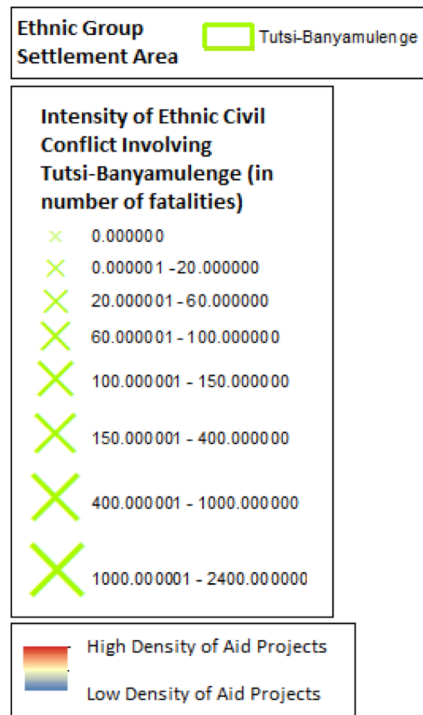 Ethnic Group
Settlement Area
Tutsi-Banyamulenge
Intensity of Ethnic Civil
Conflict Involving
Tutsi-Banyamulenge (in
number of fatalities)
0.000000
0.000001 - 20.000000
20.000001 - 60.000000
60.000001 - 100.000000
100.000001 - 150.000000
150.000001 - 400.000000
400.000001 - 1000.000000
1000.000001 - 2400.000000
High Density of Aid Projects
Low Density of Aid Projects